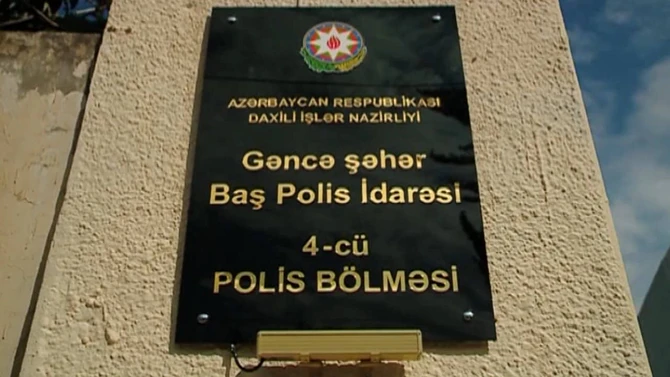 AZƏRBAYCAN RESPUBLİKASI
DAXİLİ İŞLƏR NAZİRLİYİ
Gəncə şəhər
Baş Polis İdarəsi
4-cü
POLİS BÖLMƏSİ